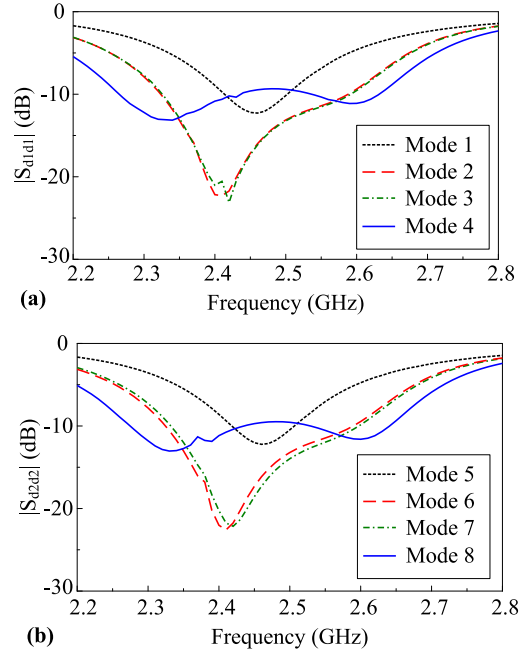 0
-10
-20
-30
|S_d1d1| (dB)
Mode 1
Mode 2
Mode 3
Mode 4
2.2 2.3 2.4 2.5 2.6 2.7 2.8
(a) Frequency (GHz)
0
-10
-20
-30
|S_d2d2| (dB)
Mode 5
Mode 6
Mode 7
Mode 8
2.2 2.3 2.4 2.5 2.6 2.7 2.8
(b) Frequency (GHz)